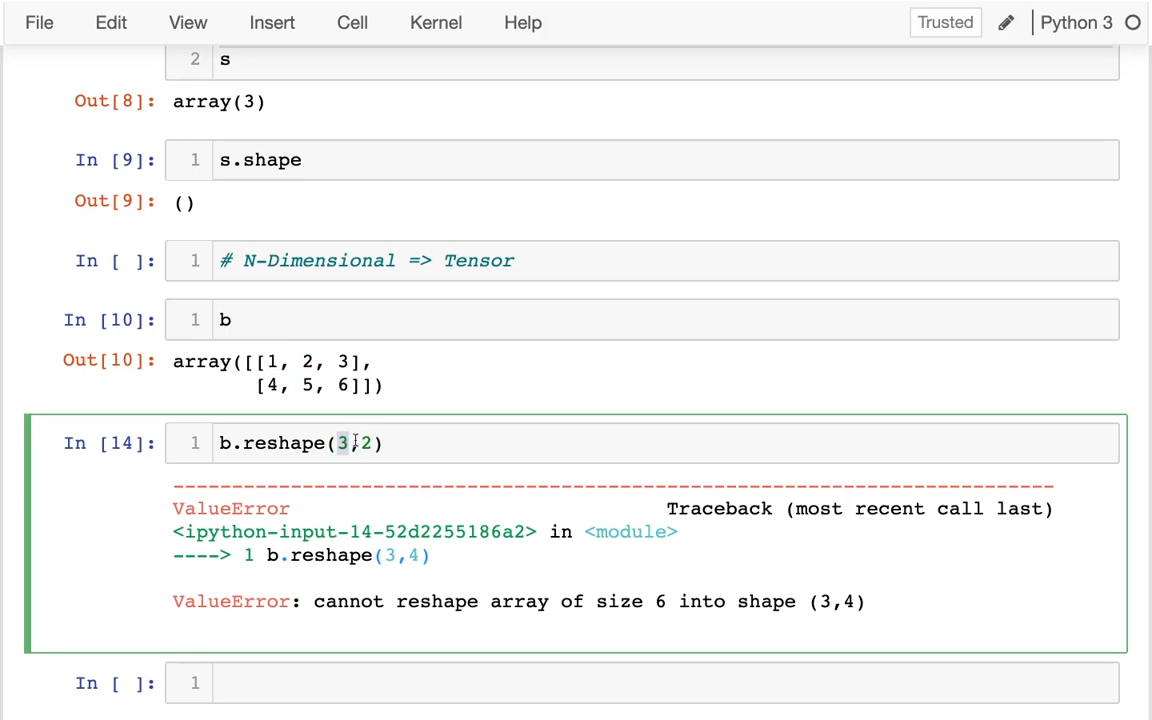 File Edit View Insert Cell Kernel Help Trusted Python 3
2 s
Out[8]: array(3)
In [9]: 1 s.shape
Out[9]: ()
In [ ]: 1 # N-Dimensional => Tensor
In [10]: 1 b
Out[10]: array([[1, 2, 3],
[4, 5, 6]])
In [14]: 1 b.reshape(3,2)
---------------------------------------------------------------------------
ValueError Traceback (most recent call last)
<ipython-input-14-52d2255186a2> in <module>
----> 1 b.reshape(3,4)
ValueError: cannot reshape array of size 6 into shape (3,4)
In [ ]: 1